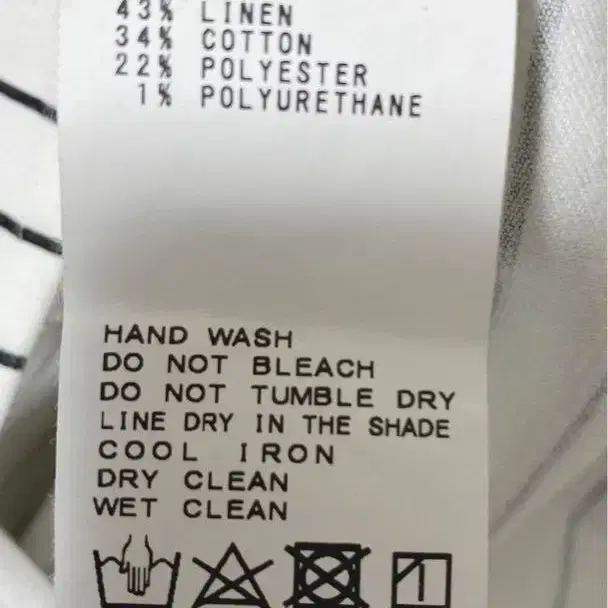 43% LINEN
34% COTTON
22% POLYESTER
1% POLYURETHANE
HAND WASH
DO NOT BLEACH
DO NOT TUMBLE DRY
LINE DRY IN THE SHADE
COOL IRON
DRY CLEAN
WET CLEAN